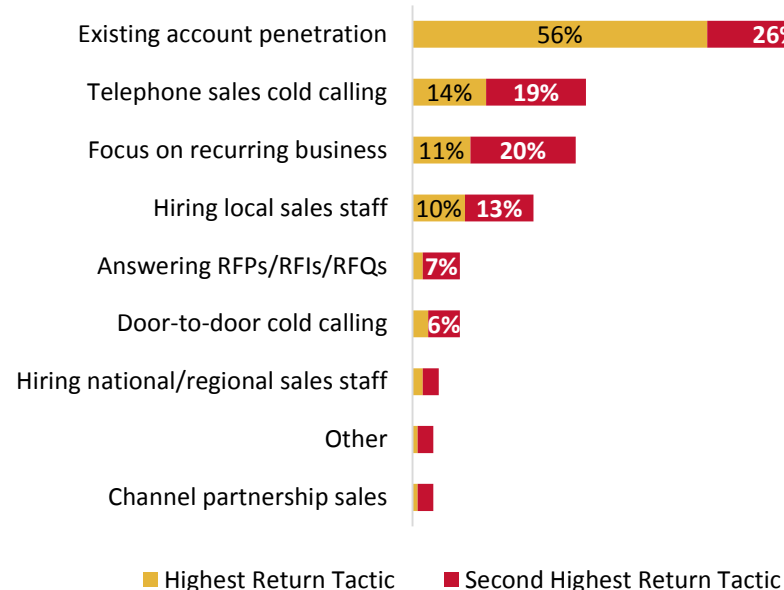 Existing account penetration 56% 26%
Telephone sales cold calling 14% 19%
Focus on recurring business 11% 20%
Hiring local sales staff 10% 13%
Answering RFPs/RFIs/RFQs 7%
Door-to-door cold calling 6%
Hiring national/regional sales staff
Other
Channel partnership sales
Highest Return Tactic Second Highest Return Tactic